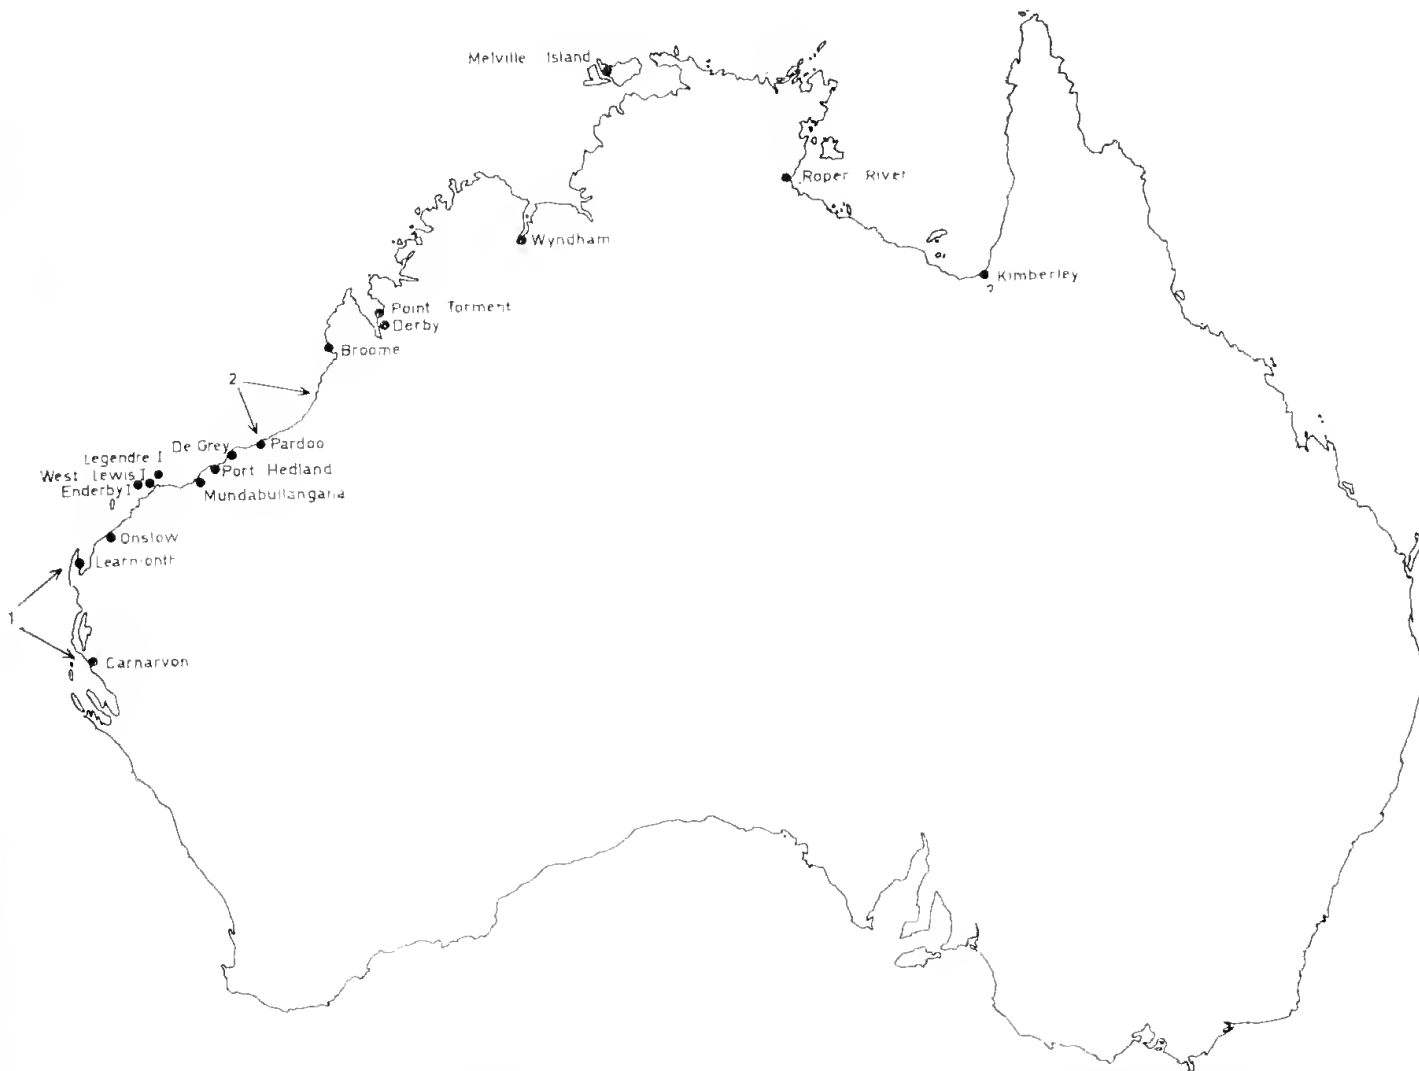 Melville Island
Roper River
Wyndham
Kimberley
?
Point Torment
Derby
Broome
2
De Grey
Pardoo
Legendre I
Port Hedland
West Lewis I
Enderby I
Mundabullangana
Onslow
Learmonth
1
Carnarvon